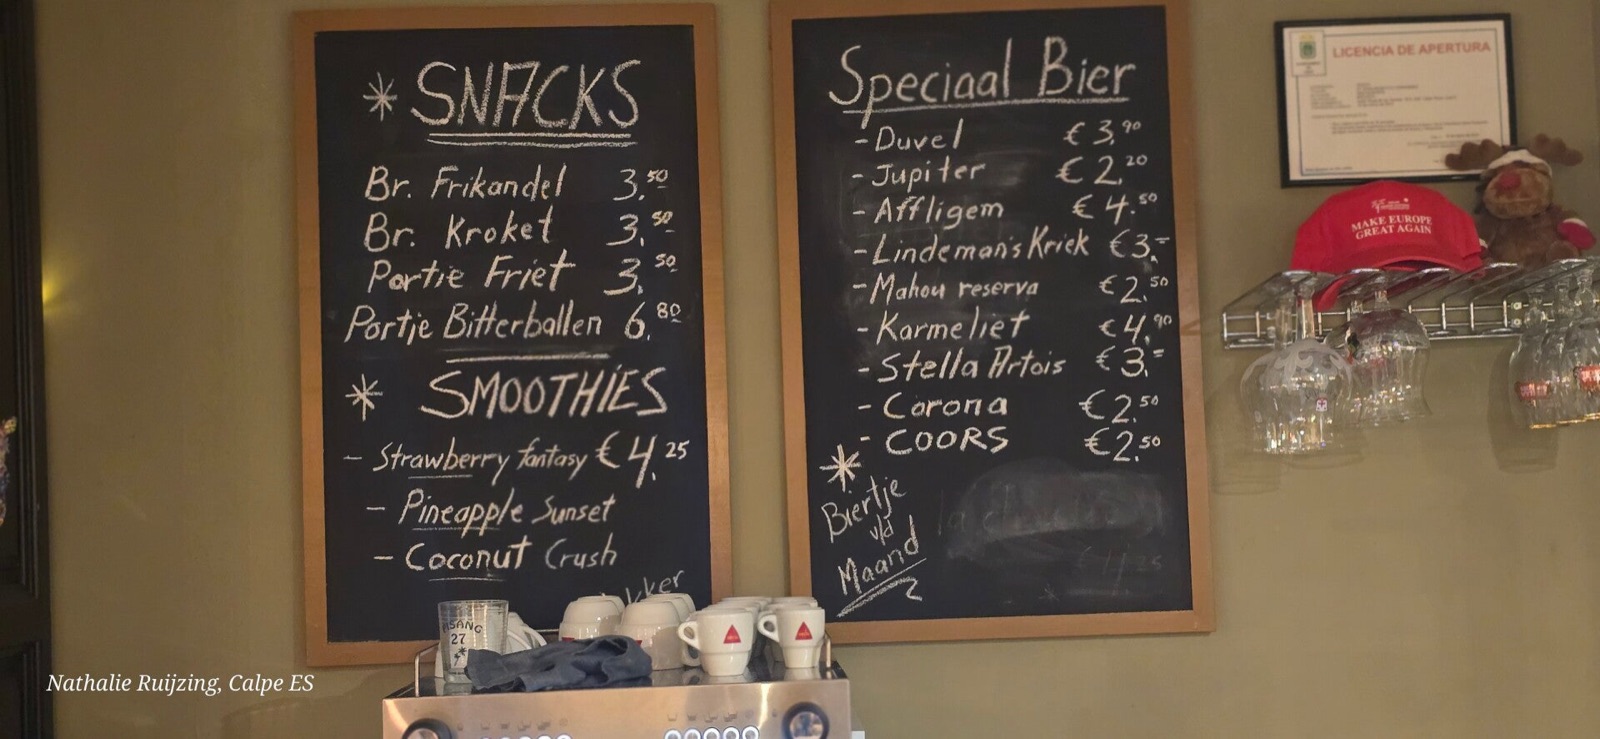 * SNACKS
Br. Frikandel 3,50
Br. Kroket 3,50
Portie Friet 3,50
Portje Bitterballen 6,80
* SMOOTHIES
- Strawberry fantasy € 4,25
- Pineapple Sunset
- Coconut Crush
kker
Speciaal Bier
- Duvel € 3,90
- Jupiter € 2,20
- Affligem € 4.50
- Lindeman's Kriek € 3,-
- Mahou reserva € 2,50
- Karmeliet € 4,90
- Stella Artois € 3,-
- Corona € 2,50
- COORS € 2,50
*
Biertje
v/d
Maand
LICENCIA DE APERTURA
MAKE EUROPE
GREAT AGAIN
27
Nathalie Ruijzing, Calpe ES